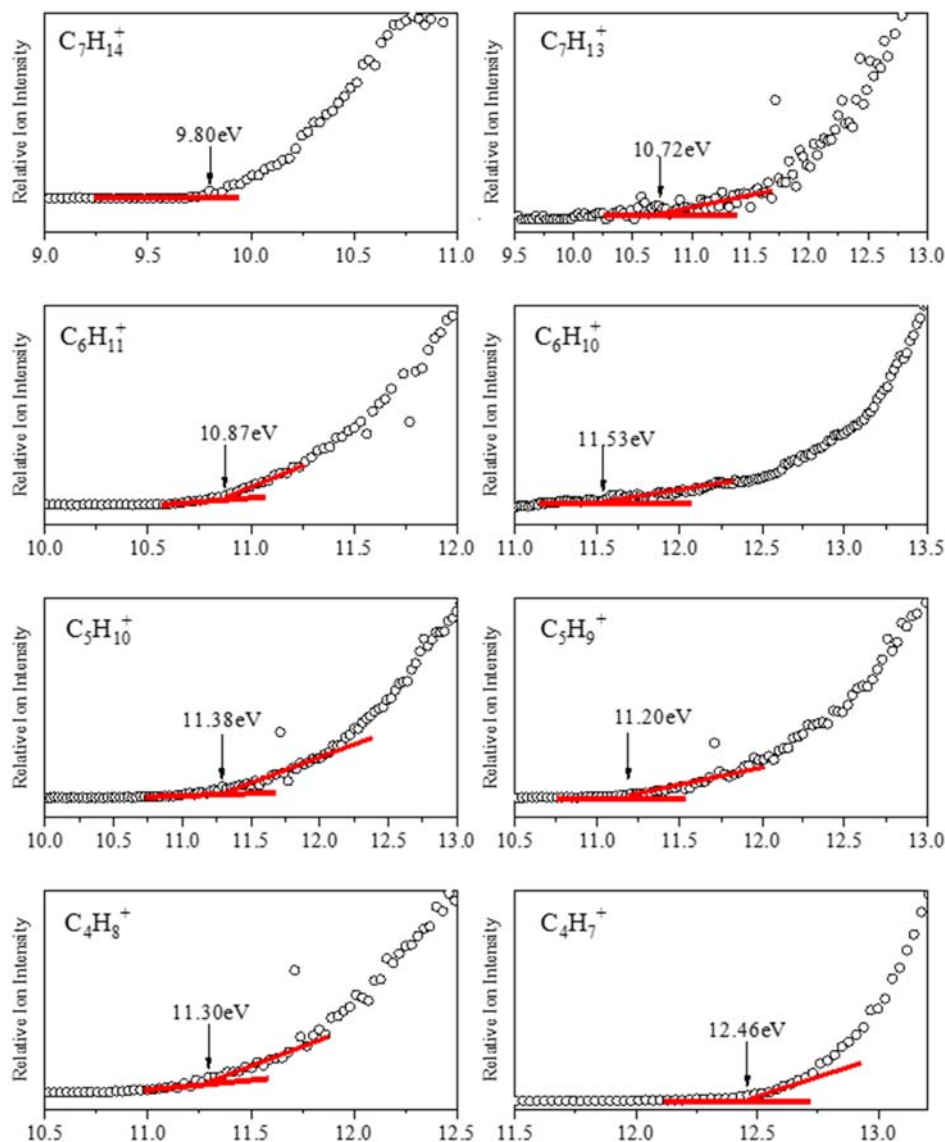 C7H14+
9.80eV
Relative Ion Intensity
9.0 9.5 10.0 10.5 11.0
C7H13+
10.72eV
Relative Ion Intensity
9.5 10.0 10.5 11.0 11.5 12.0 12.5 13.0
C6H11+
10.87eV
Relative Ion Intensity
10.0 10.5 11.0 11.5 12.0
C6H10+
11.53eV
Relative Ion Intensity
11.0 11.5 12.0 12.5 13.0 13.5
C5H10+
11.38eV
Relative Ion Intensity
10.0 10.5 11.0 11.5 12.0 12.5 13.0
C5H9+
11.20eV
Relative Ion Intensity
10.5 11.0 11.5 12.0 12.5 13.0
C4H8+
11.30eV
Relative Ion Intensity
10.5 11.0 11.5 12.0 12.5
C4H7+
12.46eV
Relative Ion Intensity
11.5 12.0 12.5 13.0